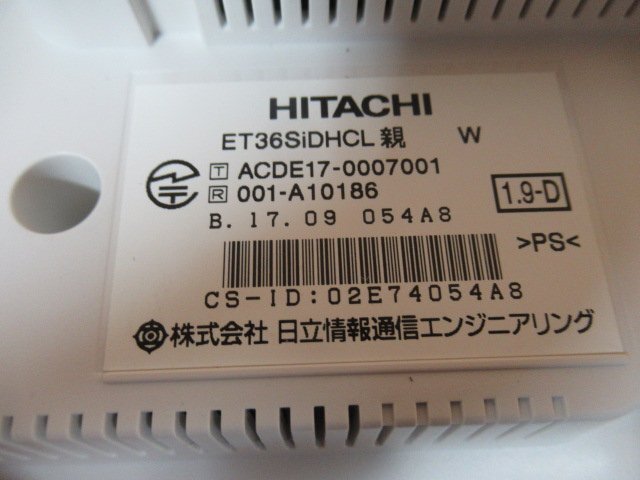 HITACHI
ET36SiDHCL 親 W
T ACDE17-0007001
R 001-A10186
1.9-D
B. 17. 09 054A8
>PS<
CS-ID:02E74054A8
株式会社 日立情報通信エンジニアリング